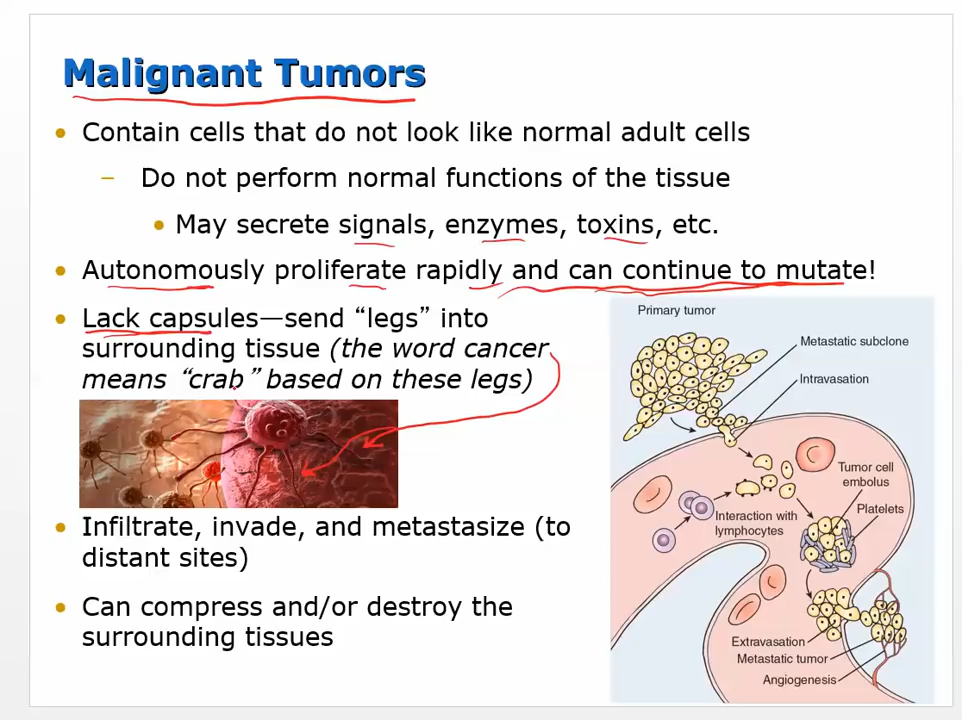 Malignant Tumors
• Contain cells that do not look like normal adult cells
– Do not perform normal functions of the tissue
• May secrete signals, enzymes, toxins, etc.
• Autonomously proliferate rapidly and can continue to mutate!
• Lack capsules—send “legs” into
surrounding tissue (the word cancer
means “crab” based on these legs)
• Infiltrate, invade, and metastasize (to
distant sites)
• Can compress and/or destroy the
surrounding tissues
Primary tumor
Metastatic subclone
Intravasation
Tumor cell
embolus
Platelets
Interaction with
lymphocytes
Extravasation
Metastatic tumor
Angiogenesis